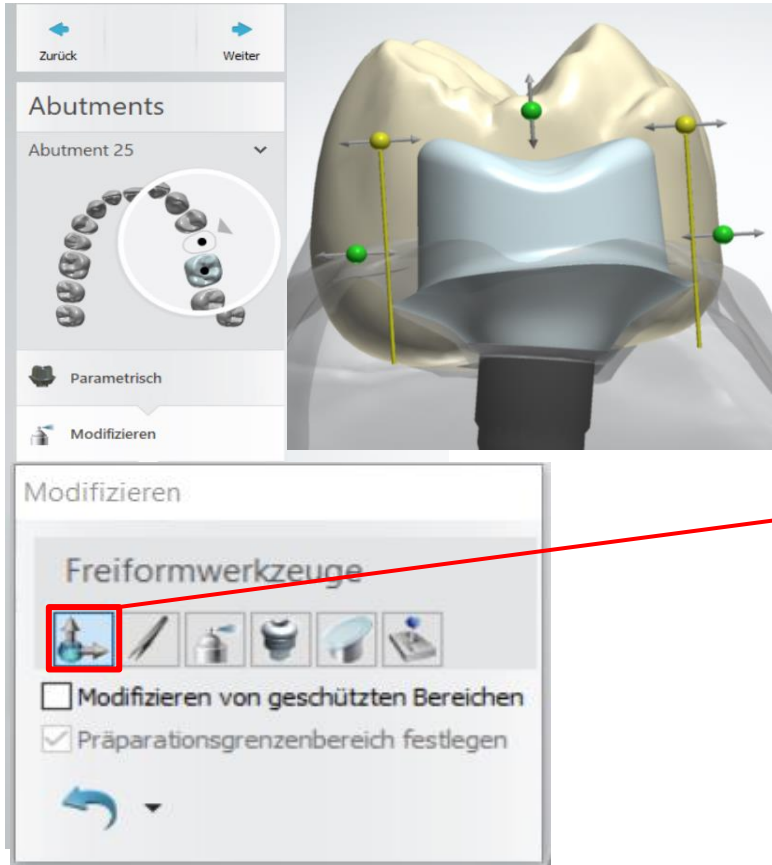 Zurück
Weiter
Abutments
Abutment 25
Parametrisch
Modifizieren
Modifizieren
Freiformwerkzeuge
Modifizieren von geschützten Bereichen
Präparationsgrenzenbereich festlegen